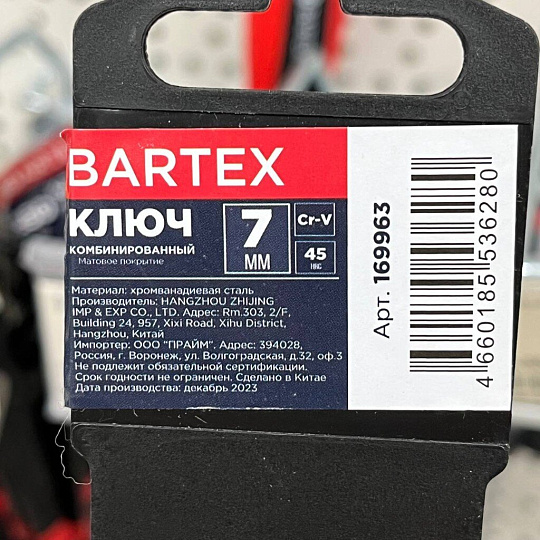 BARTEX
КЛЮЧ
КОМБИНИРОВАННЫЙ
Матовое покрытие
7
ММ
Cr-V
45
HRC
Материал: хромванадиевая сталь
Производитель: HANGZHOU ZHIJING
IMP & EXP CO., LTD. Адрес: Rm.303, 2/F,
Building 24, 957, Xixi Road, Xihu District,
Hangzhou, Китай
Импортер: ООО "ПРАЙМ", Адрес: 394028,
Россия, г. Воронеж, ул. Волгоградская, д.32, оф.3
Не подлежит обязательной сертификации.
Срок годности не ограничен. Сделано в Китае
Дата производства: декабрь 2023
Арт. 169963
4 660185 536280